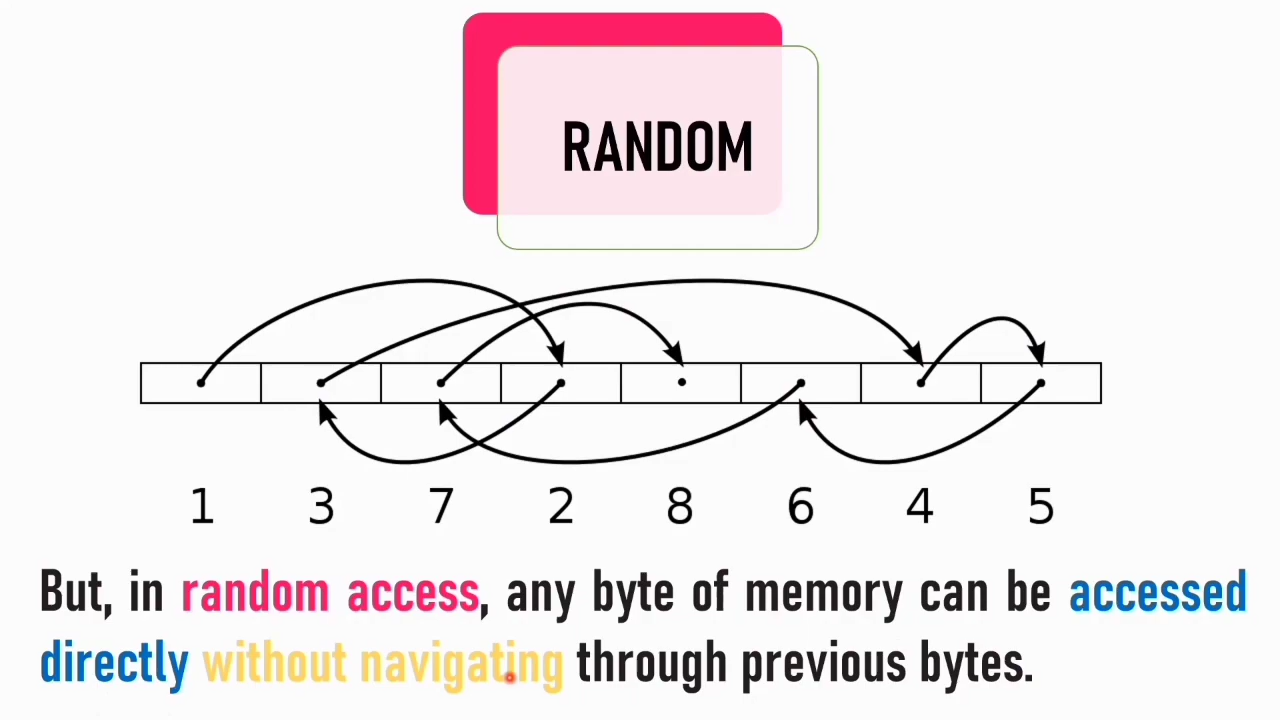 RANDOM
1 3 7 2 8 6 4 5
But, in random access, any byte of memory can be accessed
directly without navigating through previous bytes.